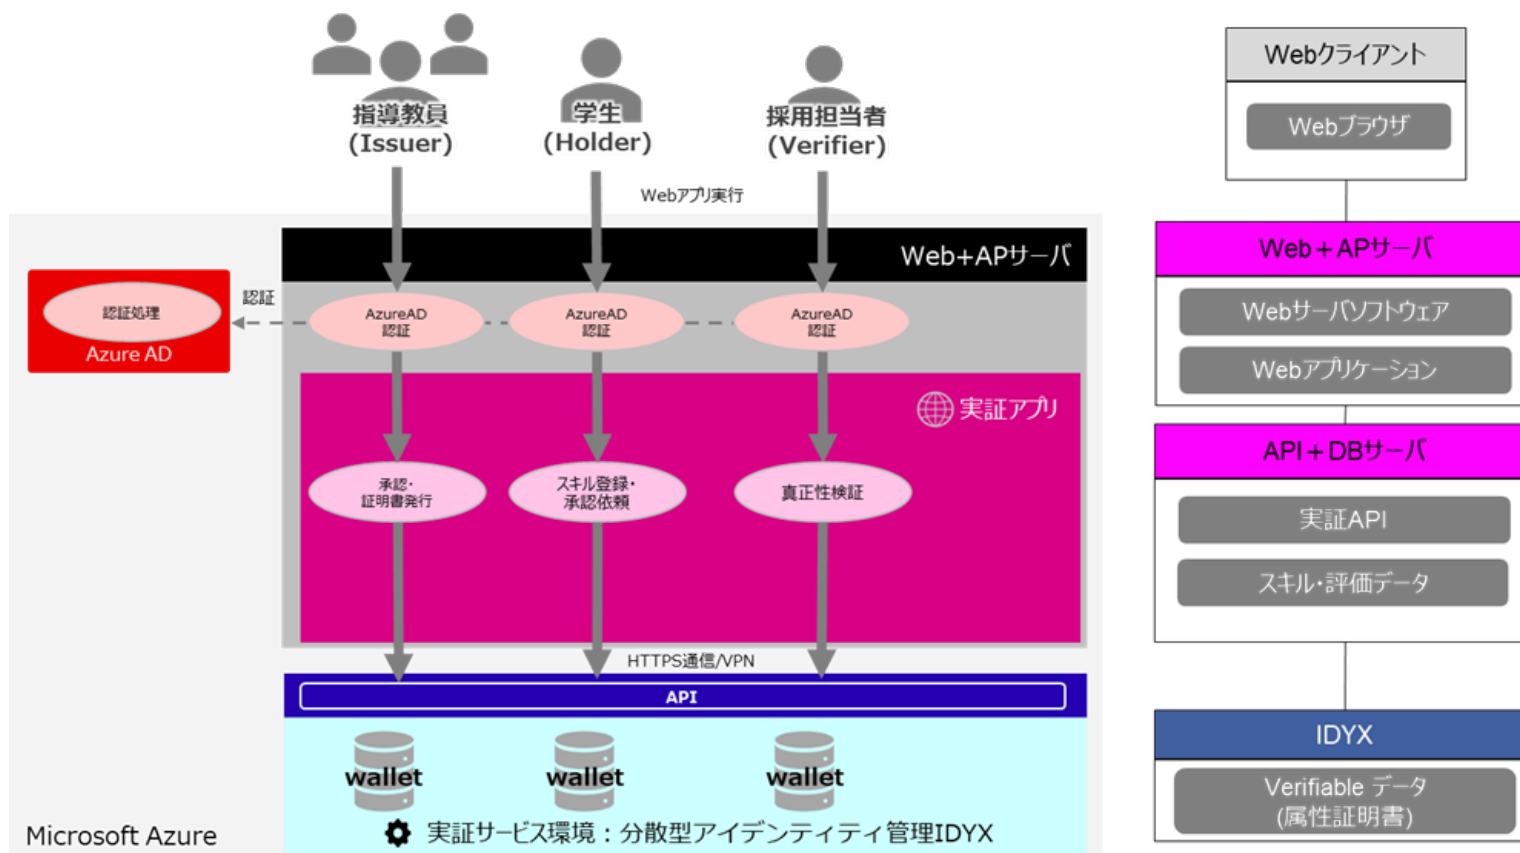 指導教員
(Issuer)
学生
(Holder)
採用担当者
(Verifier)
Webアプリ実行
Web+APサーバ
認証処理
Azure AD
認証
AzureAD
認証
AzureAD
認証
AzureAD
認証
実証アプリ
承認・
証明書発行
スキル登録・
承認依頼
真正性検証
HTTPS通信/VPN
API
wallet
wallet
wallet
実証サービス環境：分散型アイデンティティ管理IDYX
Microsoft Azure
Webクライアント
Webブラウザ
Web＋APサーバ
Webサーバソフトウェア
Webアプリケーション
API＋DBサーバ
実証API
スキル・評価データ
IDYX
Verifiable データ
(属性証明書)